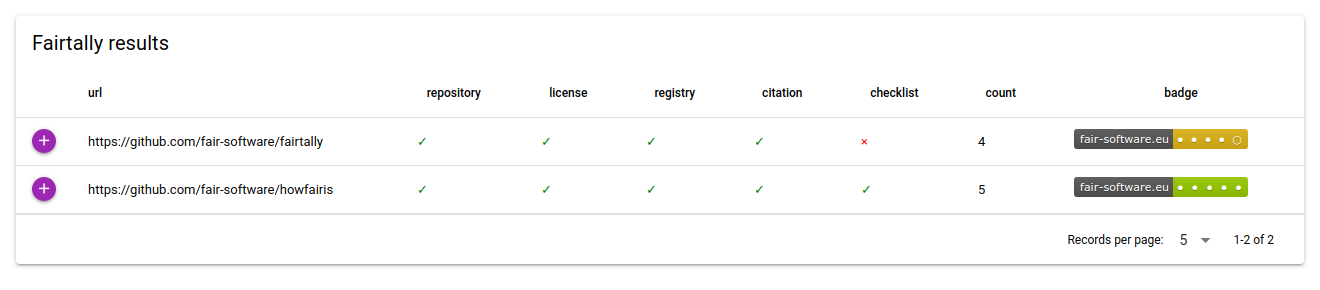 Fairtally results
url repository license registry citation checklist count badge
+ https://github.com/fair-software/fairtally ✓ ✓ ✓ ✓ × 4 fair-software.eu ● ● ● ● ○
+ https://github.com/fair-software/howfairis ✓ ✓ ✓ ✓ ✓ 5 fair-software.eu ● ● ● ● ●
Records per page: 5 1-2 of 2